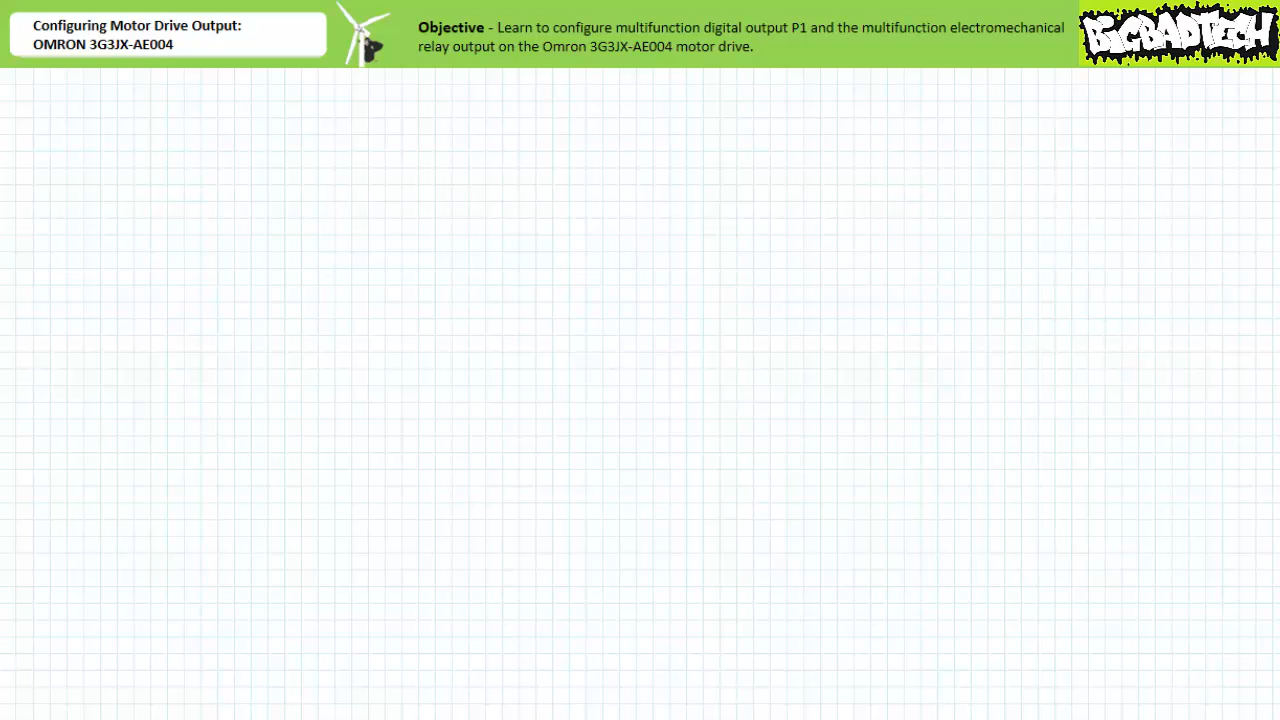 Configuring Motor Drive Output:
OMRON 3G3JX-AE004
Objective - Learn to configure multifunction digital output P1 and the multifunction electromechanical
relay output on the Omron 3G3JX-AE004 motor drive.
BIGBADTECH